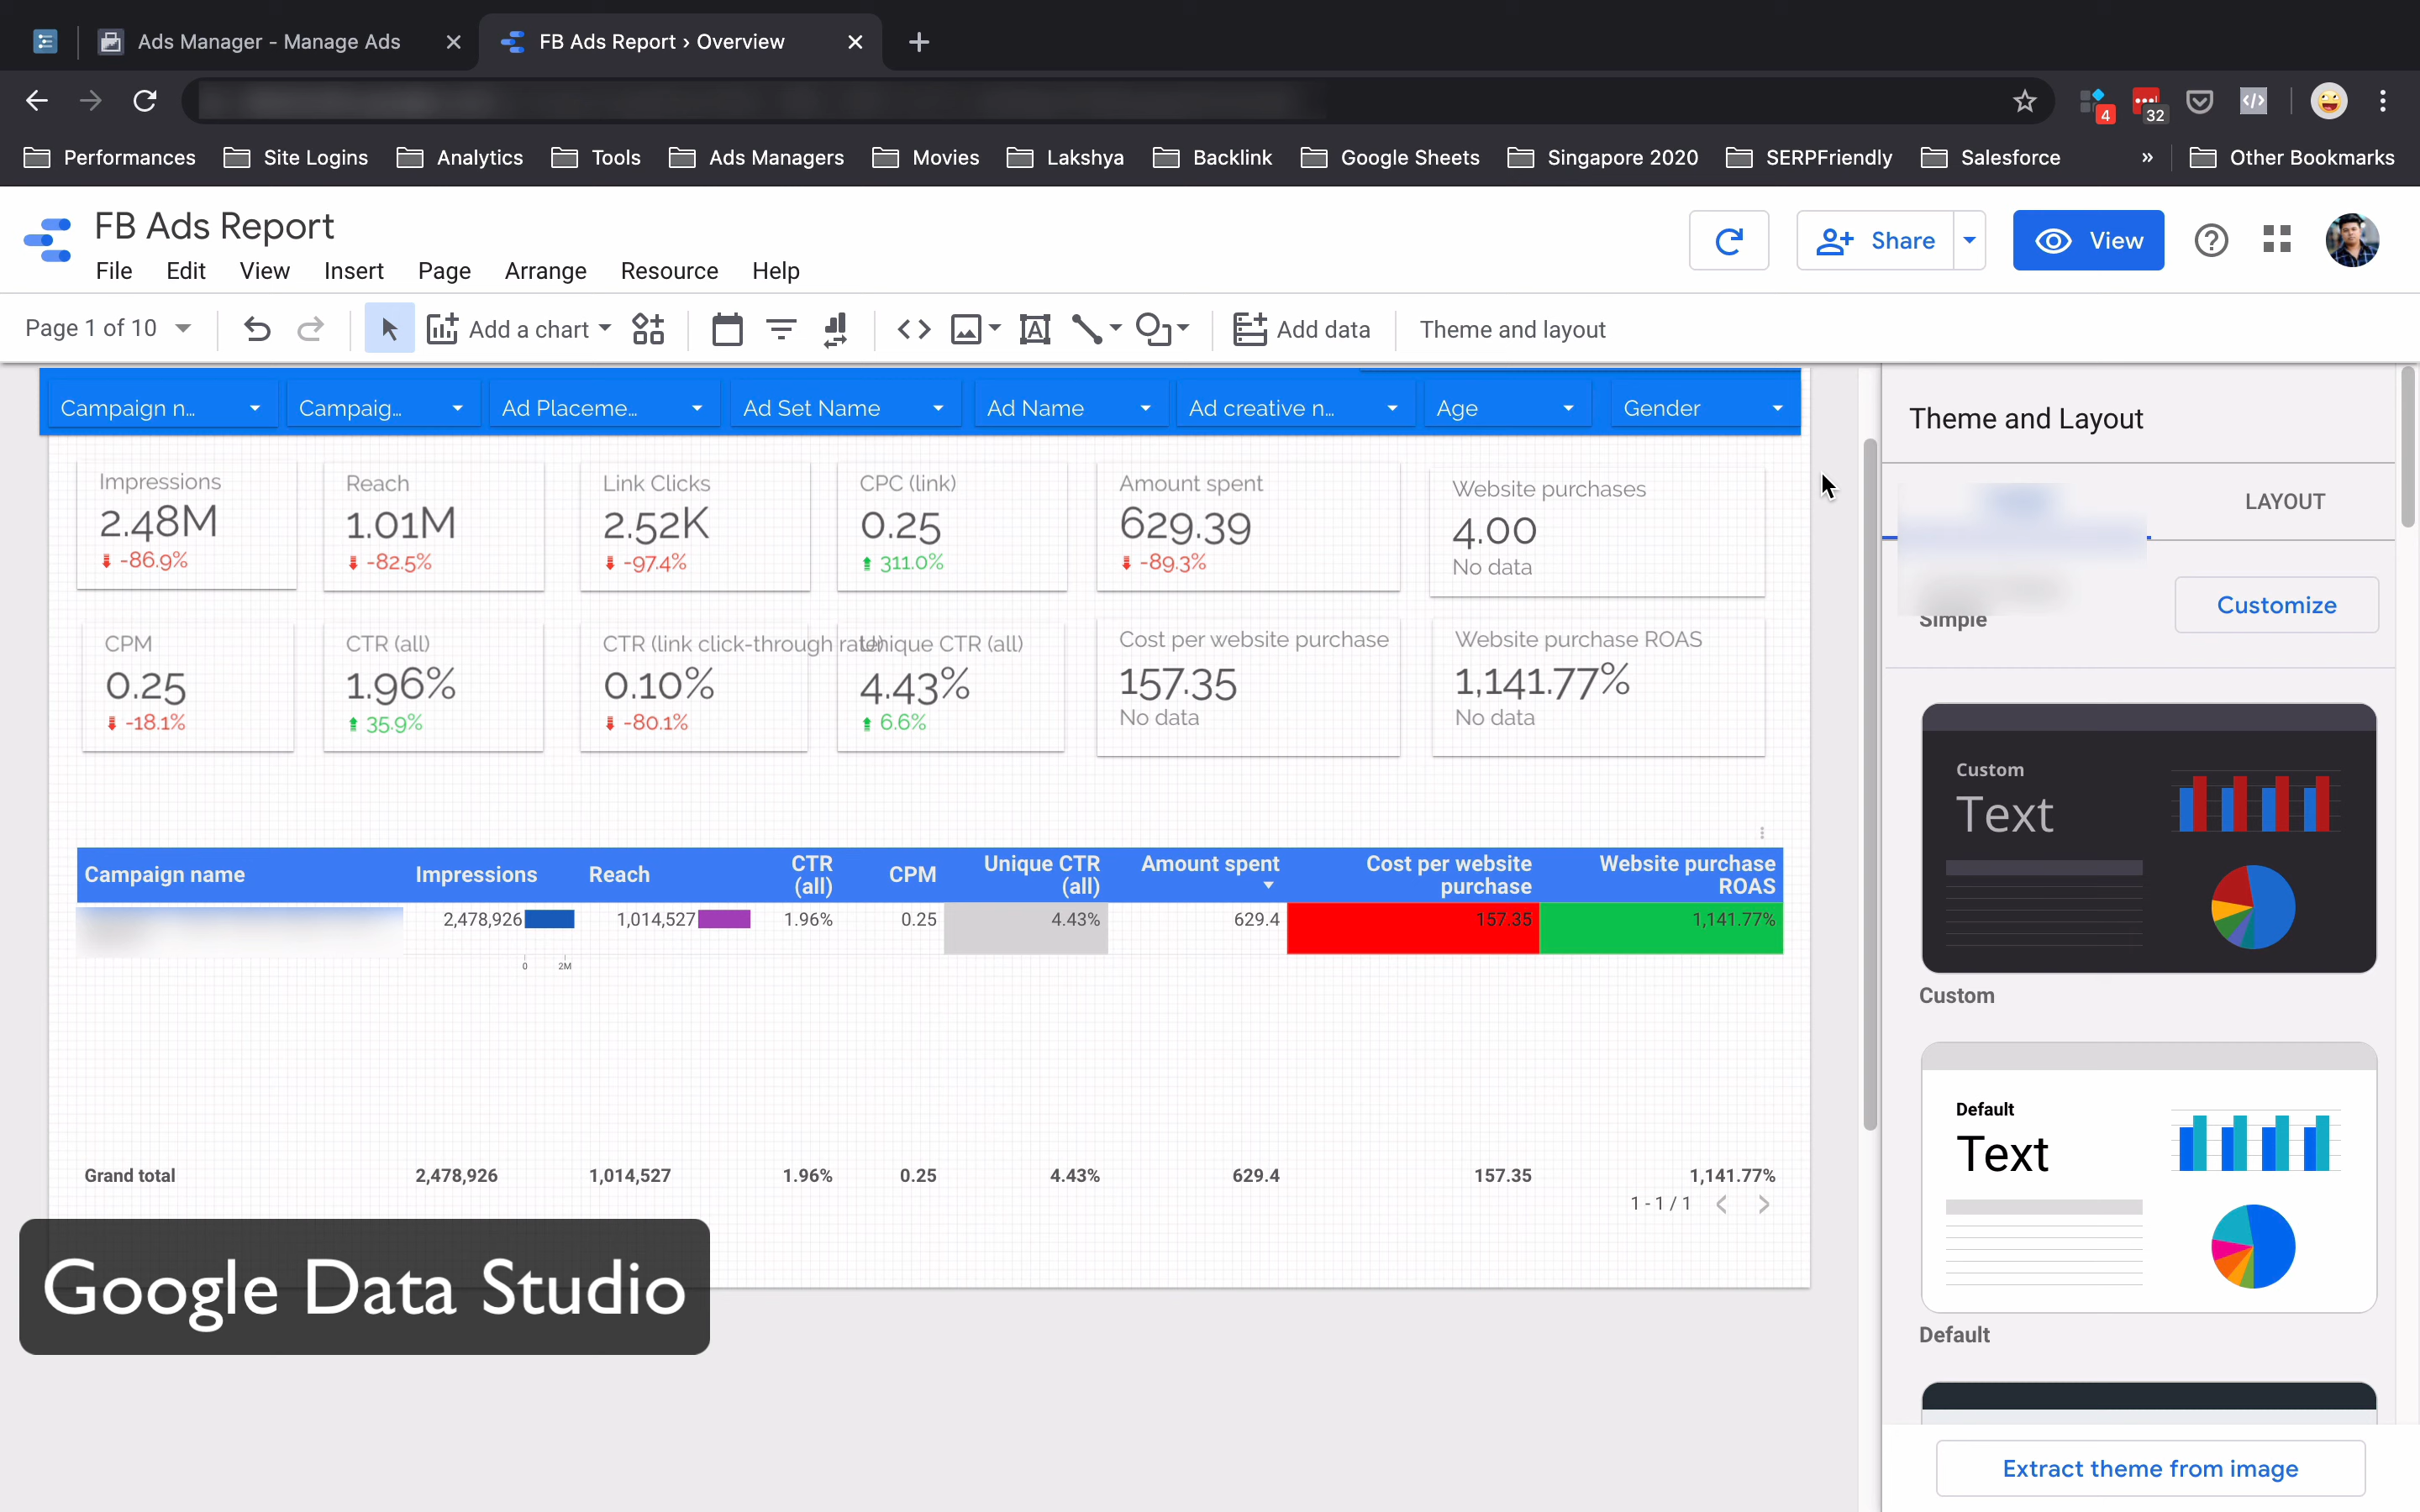 Ads Manager - Manage Ads
FB Ads Report › Overview
4
32
Performances Site Logins Analytics Tools Ads Managers Movies Lakshya Backlink Google Sheets Singapore 2020 SERPFriendly Salesforce » Other Bookmarks
FB Ads Report
File Edit View Insert Page Arrange Resource Help
Share
View
Page 1 of 10
Add a chart
Add data
Theme and layout
Campaign n... Campaig... Ad Placeme... Ad Set Name Ad Name Ad creative n... Age Gender
Impressions
2.48M
-86.9%
Reach
1.01M
-82.5%
Link Clicks
2.52K
-97.4%
CPC (link)
0.25
311.0%
Amount spent
629.39
-89.3%
Website purchases
4.00
No data
CPM
0.25
-18.1%
CTR (all)
1.96%
35.9%
CTR (link click-through rate)
0.10%
-80.1%
Unique CTR (all)
4.43%
6.6%
Cost per website purchase
157.35
No data
Website purchase ROAS
1,141.77%
No data
Campaign name Impressions Reach CTR (all) CPM Unique CTR (all) Amount spent Cost per website purchase Website purchase ROAS
2,478,926 1,014,527 1.96% 0.25 4.43% 629.4 157.35 1,141.77%
0 2M
Grand total 2,478,926 1,014,527 1.96% 0.25 4.43% 629.4 157.35 1,141.77%
1 - 1 / 1
Google Data Studio
Theme and Layout
LAYOUT
Simple
Customize
Custom
Text
Custom
Default
Text
Default
Extract theme from image